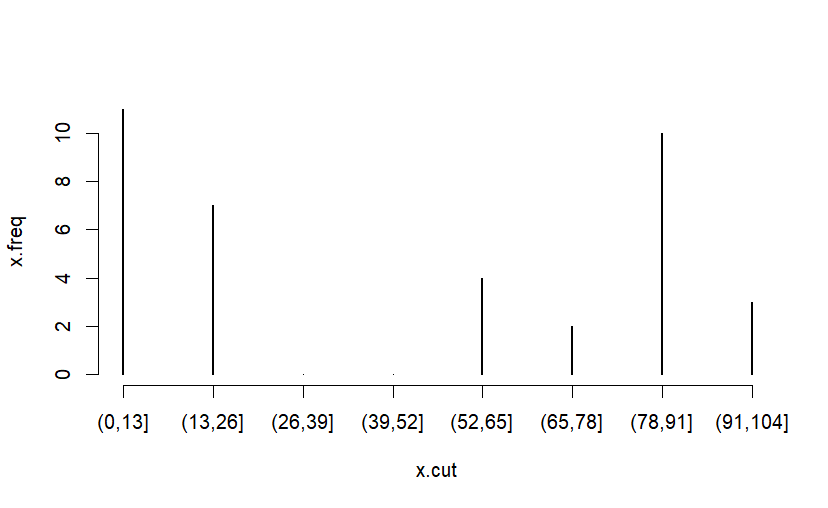 x.freq
10
8
6
4
2
0
(0,13] (13,26] (26,39] (39,52] (52,65] (65,78] (78,91] (91,104]
x.cut